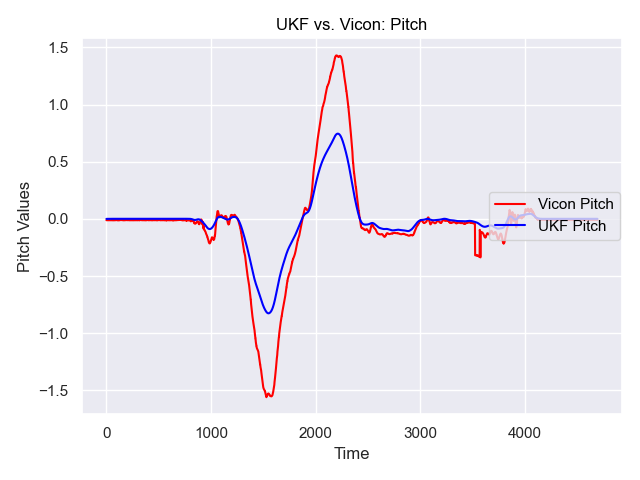 UKF vs. Vicon: Pitch
1.5
1.0
0.5
0.0
−0.5
−1.0
−1.5
Pitch Values
Vicon Pitch
UKF Pitch
0
1000
2000
3000
4000
Time